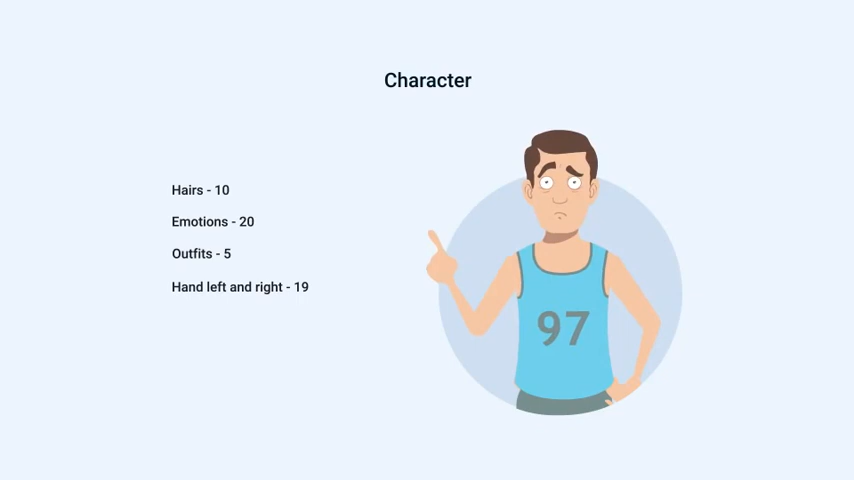 Character
Hairs - 10
Emotions - 20
Outfits - 5
Hand left and right - 19
97